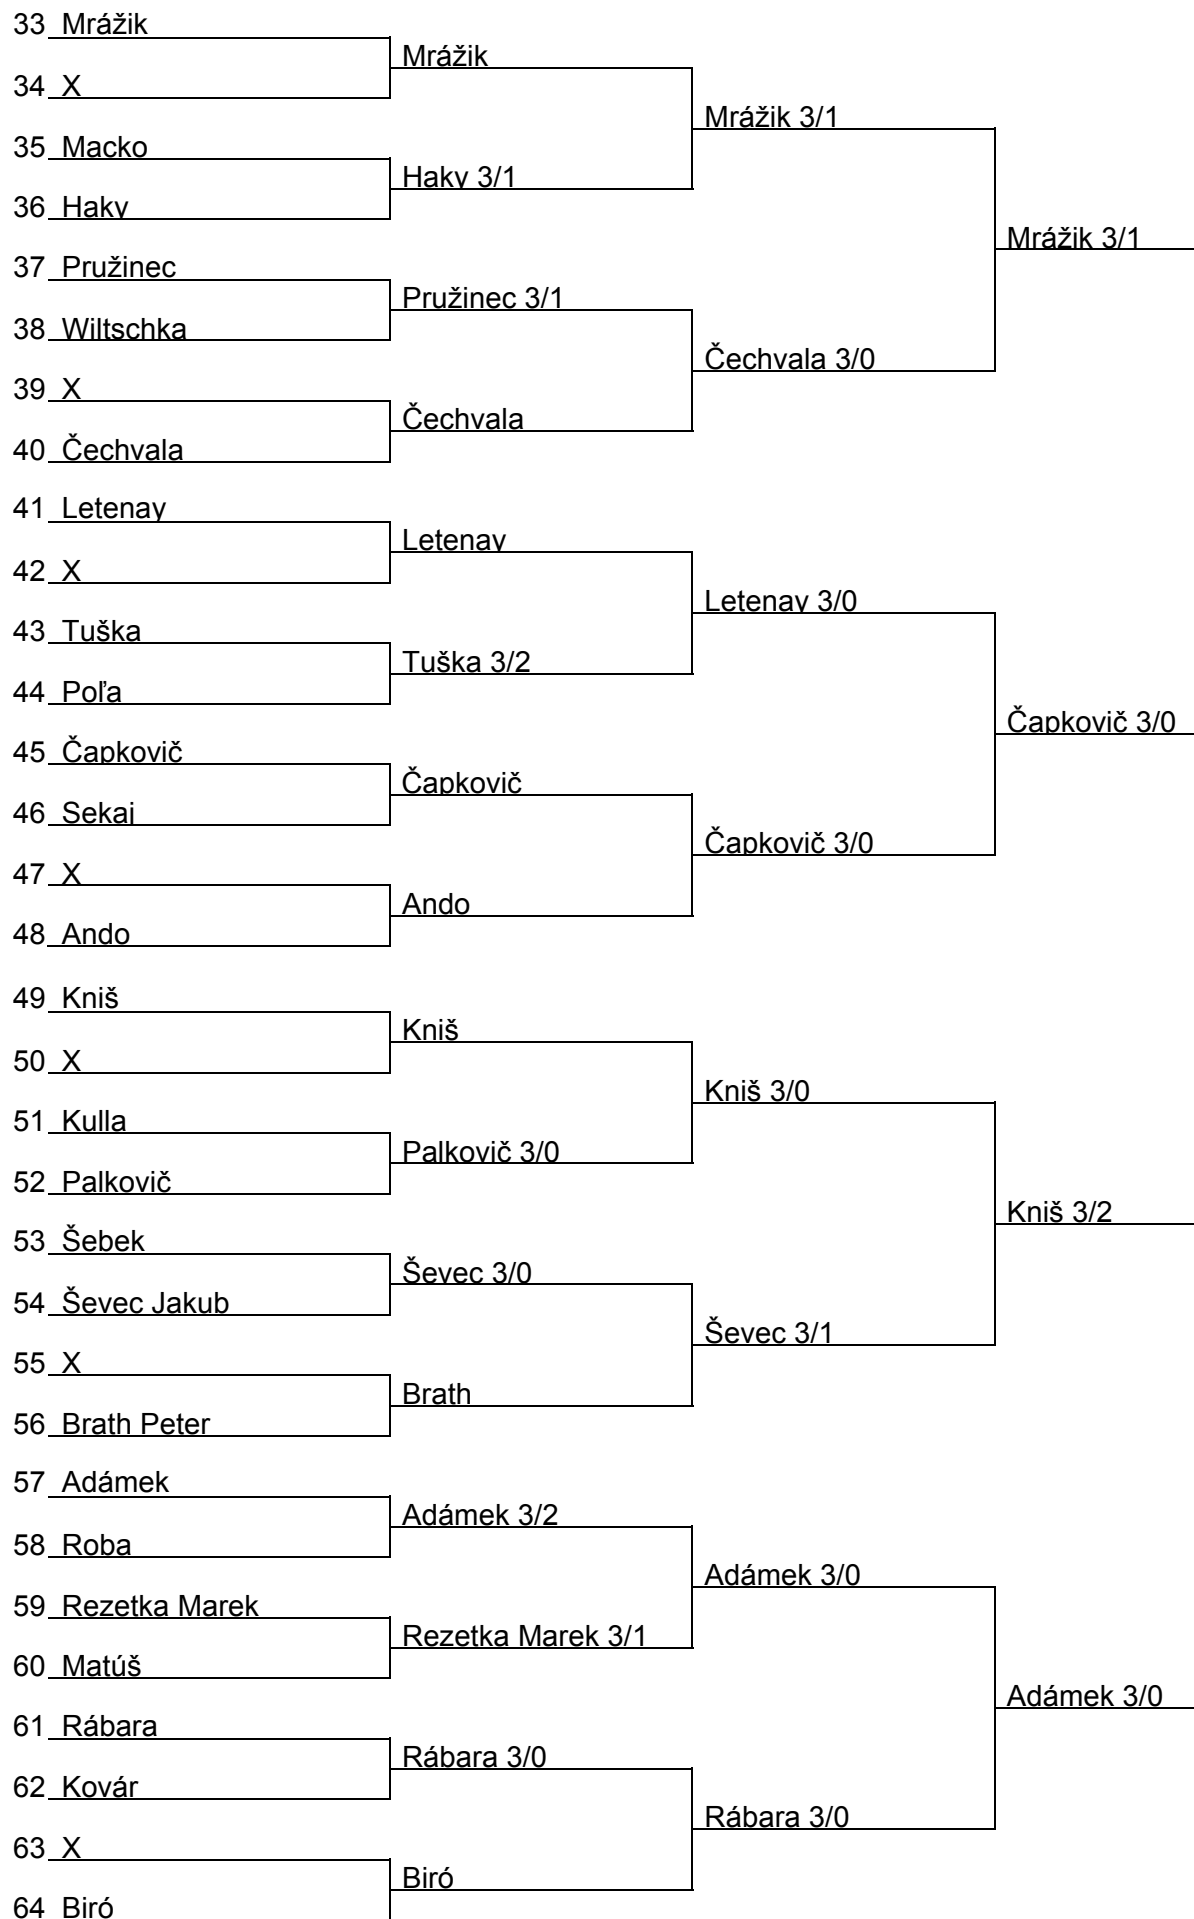 33 Mrážik
Mrážik
34 X
Mrážik 3/1
35 Macko
Haky 3/1
36 Haky
Mrážik 3/1
37 Pružinec
Pružinec 3/1
38 Wiltschka
Čechvala 3/0
39 X
Čechvala
40 Čechvala
41 Letenay
Letenay
42 X
Letenay 3/0
43 Tuška
Tuška 3/2
44 Poľa
Čapkovič 3/0
45 Čapkovič
Čapkovič
46 Sekaj
Čapkovič 3/0
47 X
Ando
48 Ando
49 Kniš
Kniš
50 X
Kniš 3/0
51 Kulla
Palkovič 3/0
52 Palkovič
Kniš 3/2
53 Šebek
Ševec 3/0
54 Ševec Jakub
Ševec 3/1
55 X
Brath
56 Brath Peter
57 Adámek
Adámek 3/2
58 Roba
Adámek 3/0
59 Rezetka Marek
Rezetka Marek 3/1
60 Matúš
Adámek 3/0
61 Rábara
Rábara 3/0
62 Kovár
Rábara 3/0
63 X
Biró
64 Biró